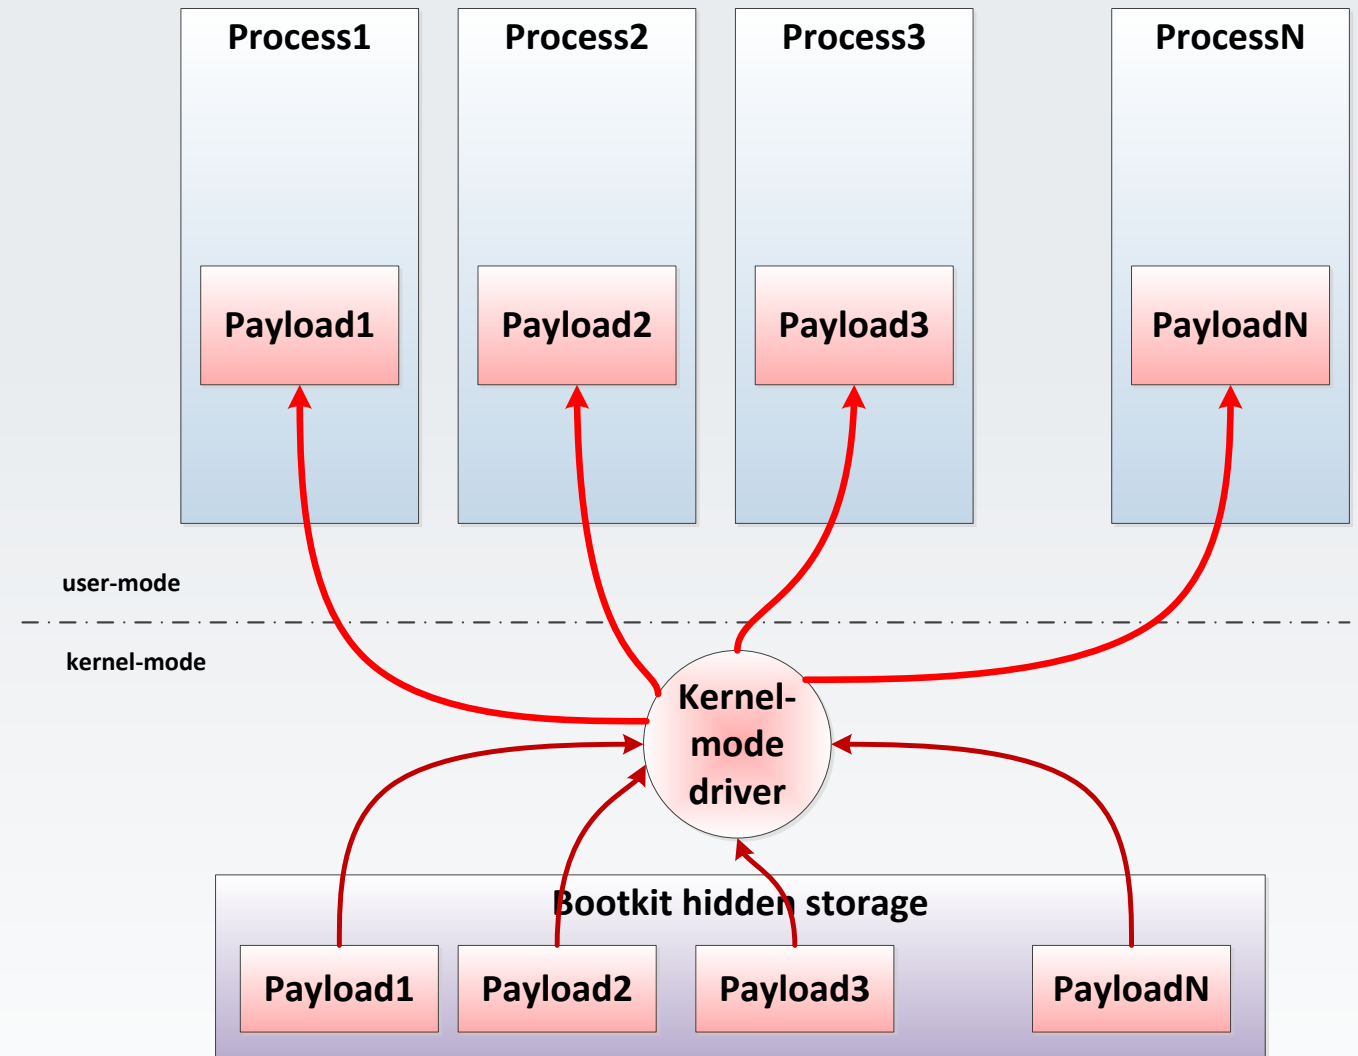 Process1
Process2
Process3
ProcessN
Payload1
Payload2
Payload3
PayloadN
user-mode
kernel-mode
Kernel-
mode
driver
Bootkit hidden storage
Payload1
Payload2
Payload3
PayloadN